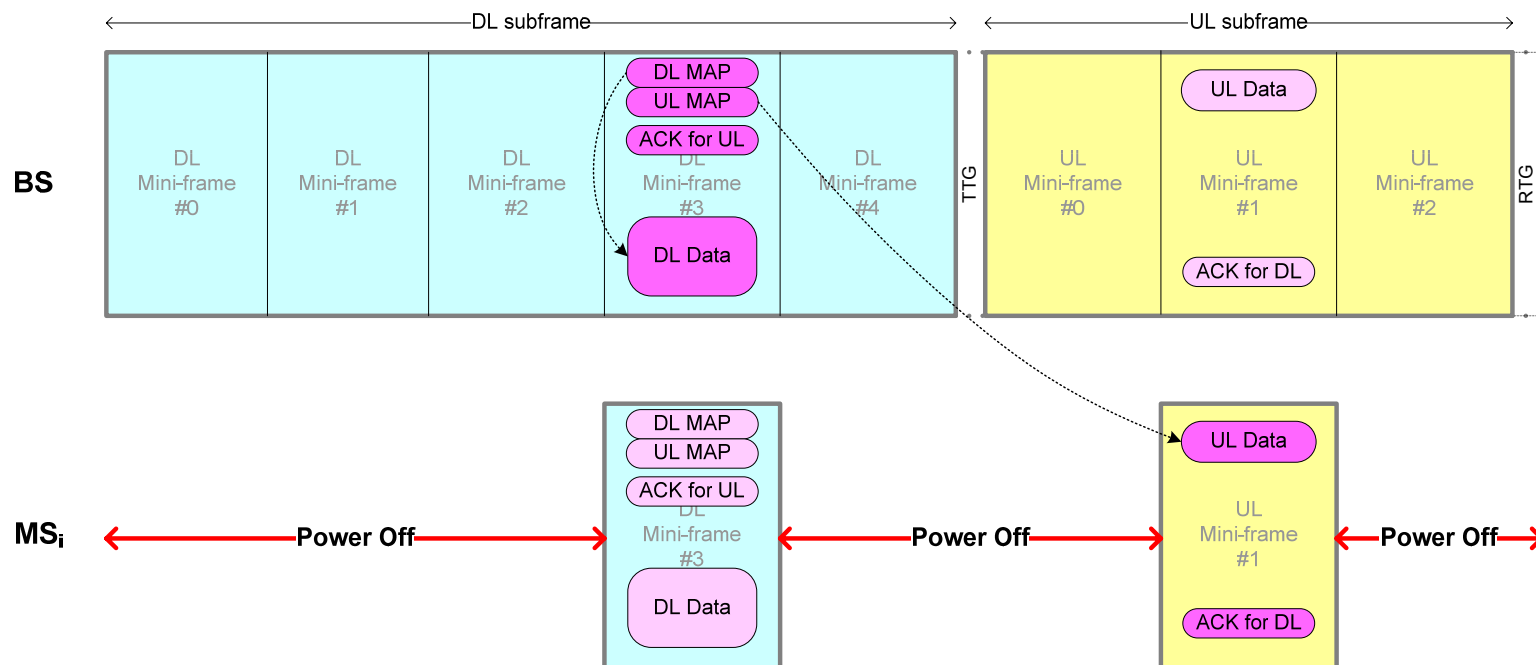 DL subframe
UL subframe
BS
DL
Mini-frame
#0
DL
Mini-frame
#1
DL
Mini-frame
#2
DL MAP
UL MAP
ACK for UL
DL
Mini-frame
#3
DL Data
DL
Mini-frame
#4
TTG
UL
Mini-frame
#0
UL Data
UL
Mini-frame
#1
ACK for DL
UL
Mini-frame
#2
RTG
MSi
Power Off
DL MAP
UL MAP
ACK for UL
DL
Mini-frame
#3
DL Data
Power Off
UL Data
UL
Mini-frame
#1
ACK for DL
Power Off